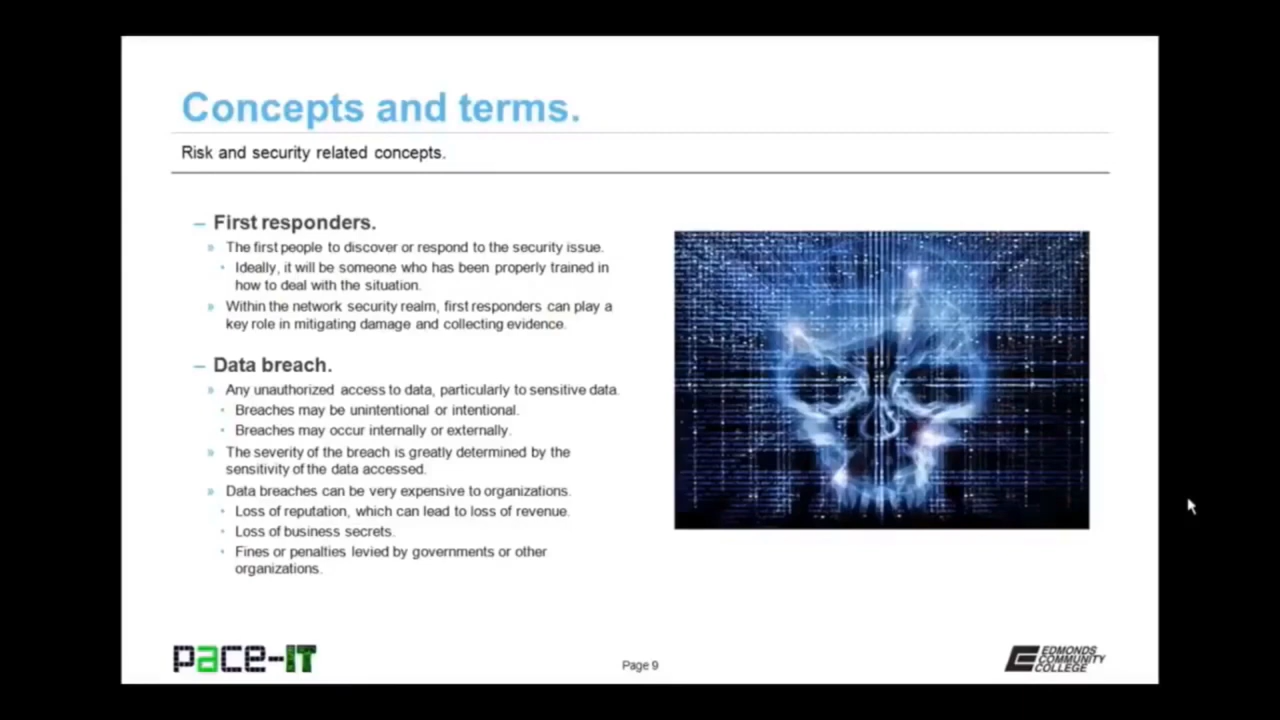 Concepts and terms.
Risk and security related concepts.
– First responders.
» The first people to discover or respond to the security issue.
• Ideally, it will be someone who has been properly trained in
how to deal with the situation.
» Within the network security realm, first responders can play a
key role in mitigating damage and collecting evidence.
– Data breach.
» Any unauthorized access to data, particularly to sensitive data.
• Breaches may be unintentional or intentional.
• Breaches may occur internally or externally.
» The severity of the breach is greatly determined by the
sensitivity of the data accessed.
» Data breaches can be very expensive to organizations.
• Loss of reputation, which can lead to loss of revenue.
• Loss of business secrets.
• Fines or penalties levied by governments or other
organizations.
pace-IT
Page 9
EDMONDS
COMMUNITY
COLLEGE